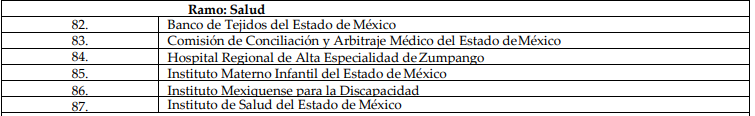 Ramo: Salud
82. Banco de Tejidos del Estado de México
83. Comisión de Conciliación y Arbitraje Médico del Estado deMéxico
84. Hospital Regional de Alta Especialidad de Zumpango
85. Instituto Materno Infantil del Estado de México
86. Instituto Mexiquense para la Discapacidad
87. Instituto de Salud del Estado de México